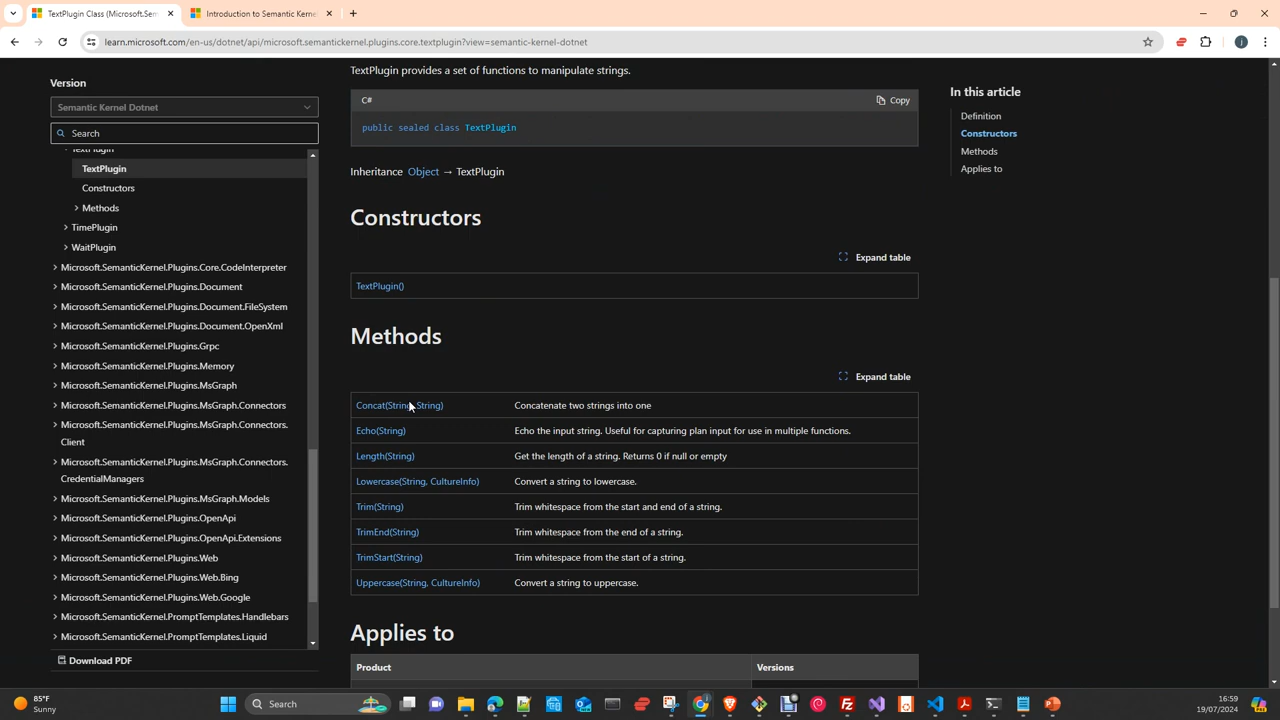 TextPlugin Class (Microsoft.Sem
Introduction to Semantic Kerne
learn.microsoft.com/en-us/dotnet/api/microsoft.semantickernel.plugins.core.textplugin?view=semantic-kernel-dotnet
Version
Semantic Kernel Dotnet
Search
TextPlugin
TextPlugin
Constructors
Methods
TimePlugin
WaitPlugin
Microsoft.SemanticKernel.Plugins.Core.CodeInterpreter
Microsoft.SemanticKernel.Plugins.Document
Microsoft.SemanticKernel.Plugins.Document.FileSystem
Microsoft.SemanticKernel.Plugins.Document.OpenXml
Microsoft.SemanticKernel.Plugins.Grpc
Microsoft.SemanticKernel.Plugins.Memory
Microsoft.SemanticKernel.Plugins.MsGraph
Microsoft.SemanticKernel.Plugins.MsGraph.Connectors
Microsoft.SemanticKernel.Plugins.MsGraph.Connectors.
Client
Microsoft.SemanticKernel.Plugins.MsGraph.Connectors.
CredentialManagers
Microsoft.SemanticKernel.Plugins.MsGraph.Models
Microsoft.SemanticKernel.Plugins.OpenApi
Microsoft.SemanticKernel.Plugins.OpenApi.Extensions
Microsoft.SemanticKernel.Plugins.Web
Microsoft.SemanticKernel.Plugins.Web.Bing
Microsoft.SemanticKernel.Plugins.Web.Google
Microsoft.SemanticKernel.PromptTemplates.Handlebars
Microsoft.SemanticKernel.PromptTemplates.Liquid
Download PDF
TextPlugin provides a set of functions to manipulate strings.
C# Copy
public sealed class TextPlugin
Inheritance Object → TextPlugin
Constructors
Expand table
TextPlugin()
Methods
Expand table
Concat(String, String) Concatenate two strings into one
Echo(String) Echo the input string. Useful for capturing plan input for use in multiple functions.
Length(String) Get the length of a string. Returns 0 if null or empty
Lowercase(String, CultureInfo) Convert a string to lowercase.
Trim(String) Trim whitespace from the start and end of a string.
TrimEnd(String) Trim whitespace from the end of a string.
TrimStart(String) Trim whitespace from the start of a string.
Uppercase(String, CultureInfo) Convert a string to uppercase.
Applies to
Product Versions
In this article
Definition
Constructors
Methods
Applies to
85°F
Sunny
Search
16:59
19/07/2024